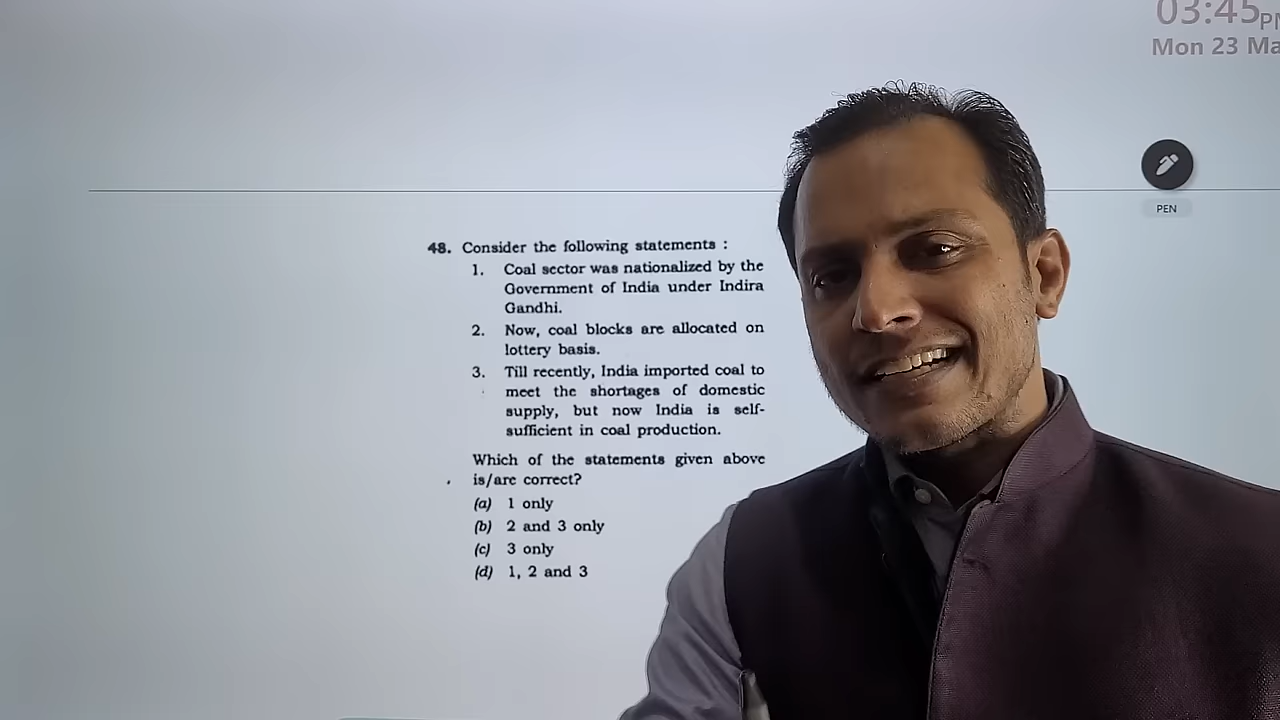 03:45PM
Mon 23 Ma
PEN
48. Consider the following statements :
1. Coal sector was nationalized by the
Government of India under Indira
Gandhi.
2. Now, coal blocks are allocated on
lottery basis.
3. Till recently, India imported coal to
meet the shortages of domestic
supply, but now India is self-
sufficient in coal production.
Which of the statements given above
is/are correct?
(a) 1 only
(b) 2 and 3 only
(c) 3 only
(d) 1, 2 and 3